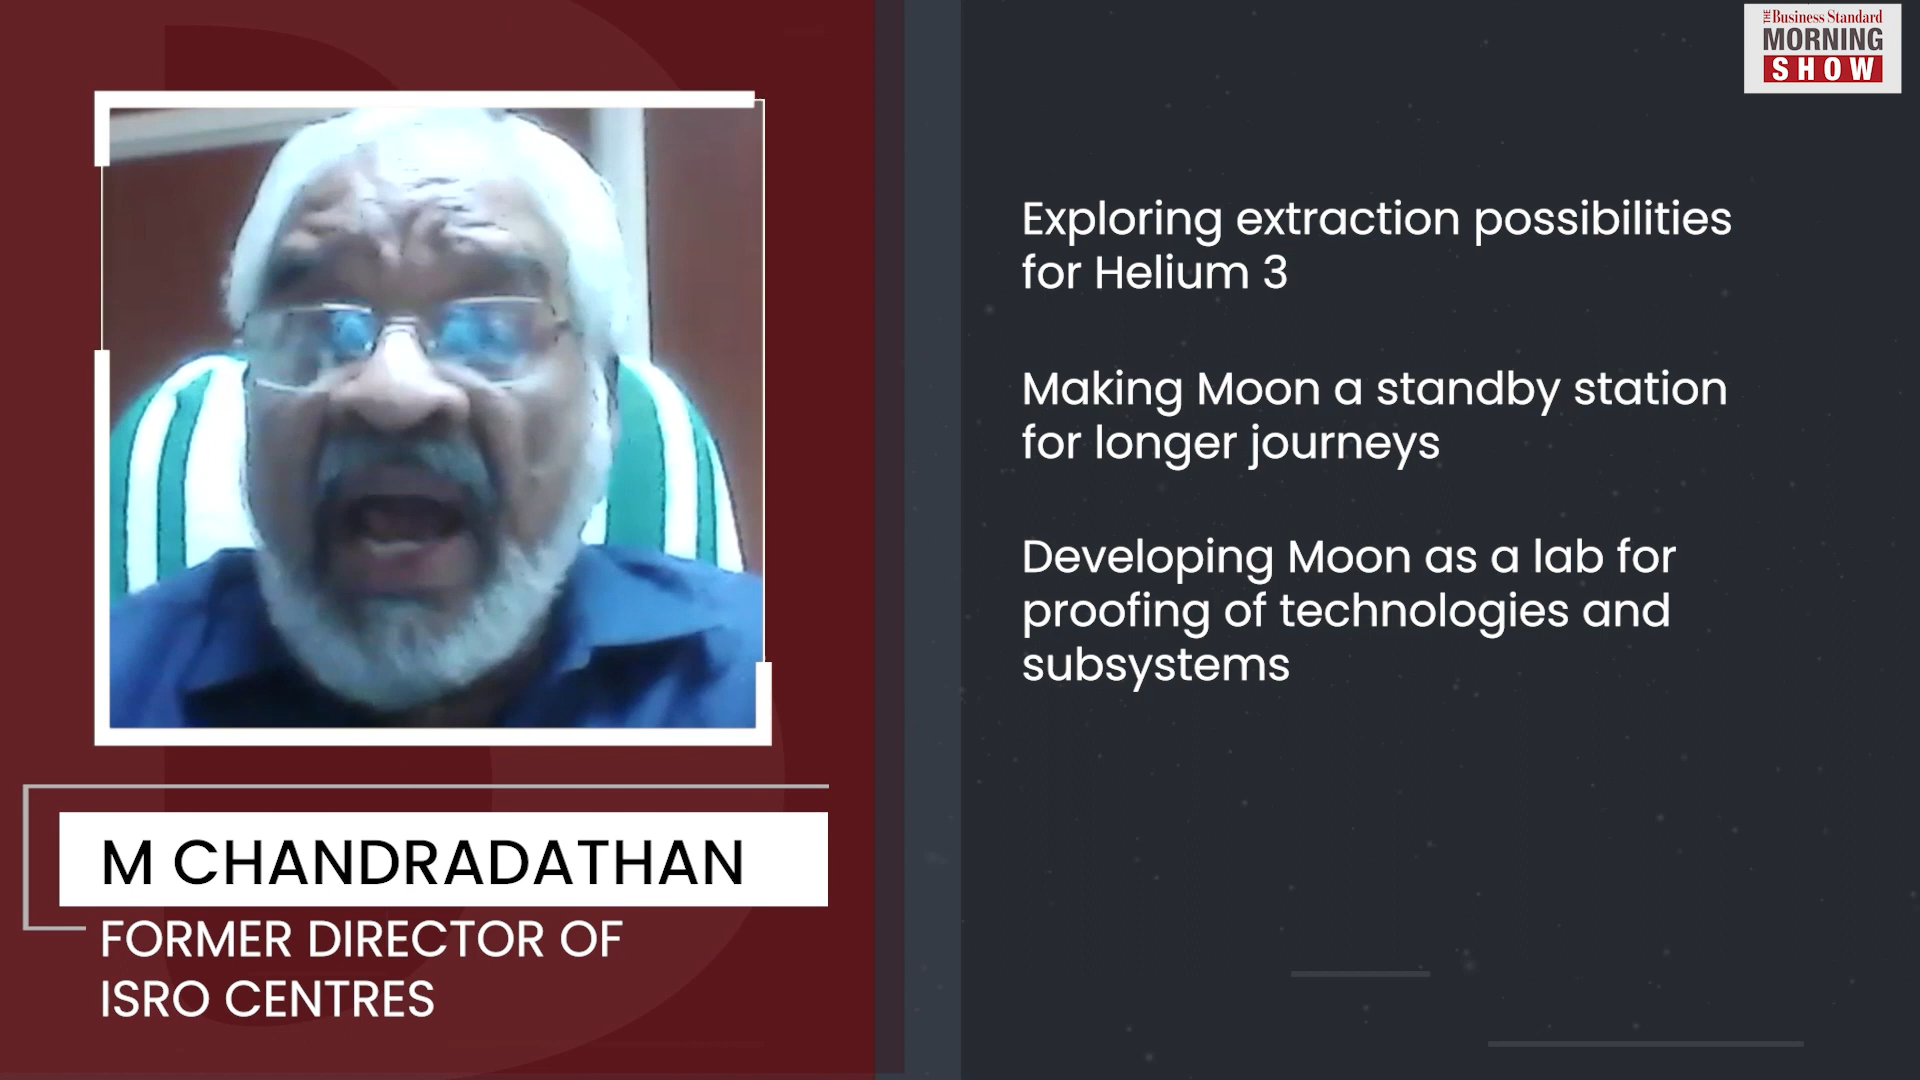 THE Business Standard
MORNING
SHOW
Exploring extraction possibilities
for Helium 3
Making Moon a standby station
for longer journeys
Developing Moon as a lab for
proofing of technologies and
subsystems
M CHANDRADATHAN
FORMER DIRECTOR OF
ISRO CENTRES